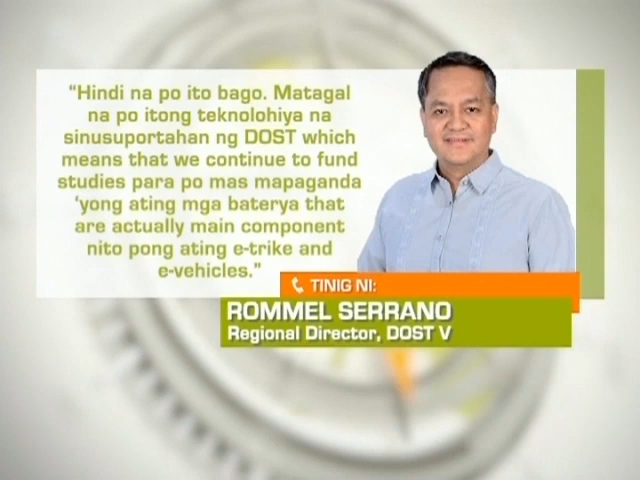 “Hindi na po ito bago. Matagal
na po itong teknolohiya na
sinusuportahan ng DOST which
means that we continue to fund
studies para po mas mapaganda
‘yong ating mga baterya that
are actually main component
nito pong ating e-trike and
e-vehicles.”
TINIG NI:
ROMMEL SERRANO
Regional Director, DOST V